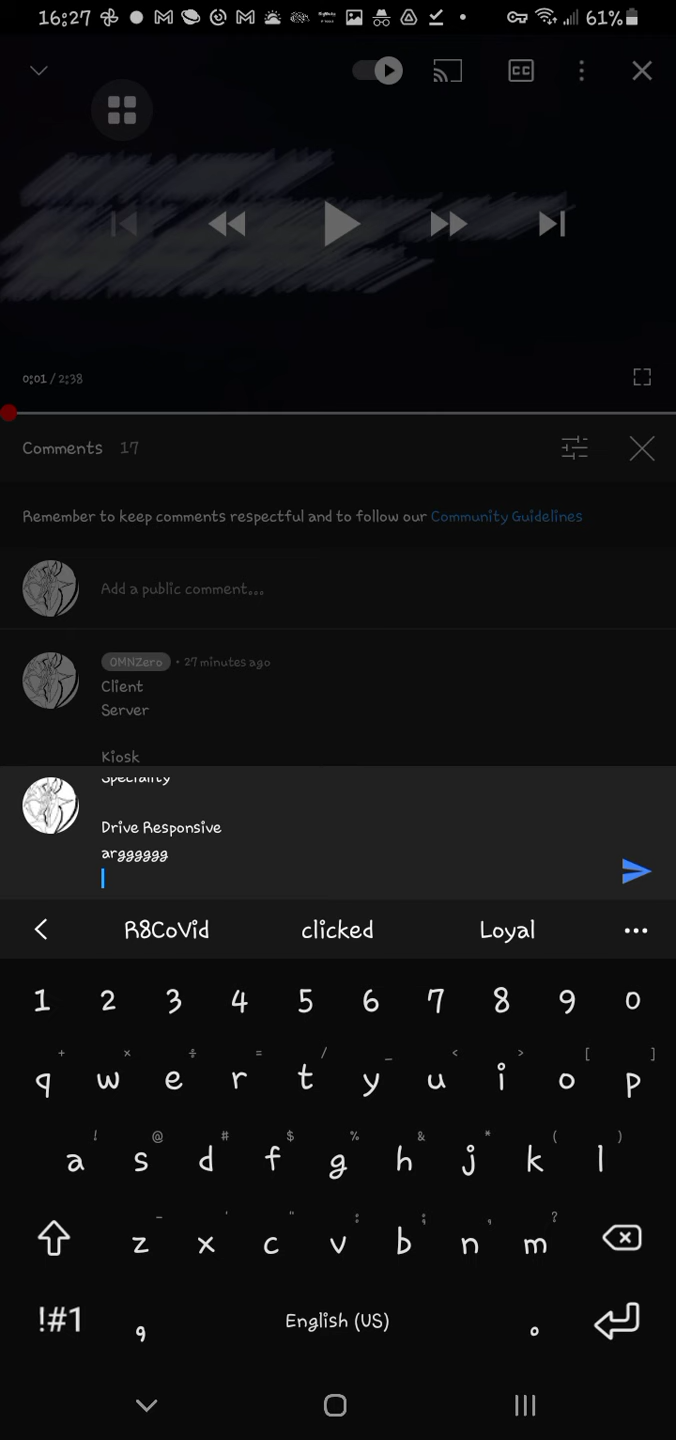 16:27
61%
CC
0:01 / 2:38
Comments 17
Remember to keep comments respectful and to follow our Community Guidelines
Add a public comment...
OMNZero • 27 minutes ago
Client
Server
Kiosk
Speciality
Drive Responsive
argggggg
R8CoVid clicked Loyal
1 2 3 4 5 6 7 8 9 0
+ × ÷ = / _ < > [ ]
q w e r t y u i o p
! @ # $ % & * ( )
a s d f g h j k l
- ' " : ; , ?
z x c v b n m
!#1 , English (US) .